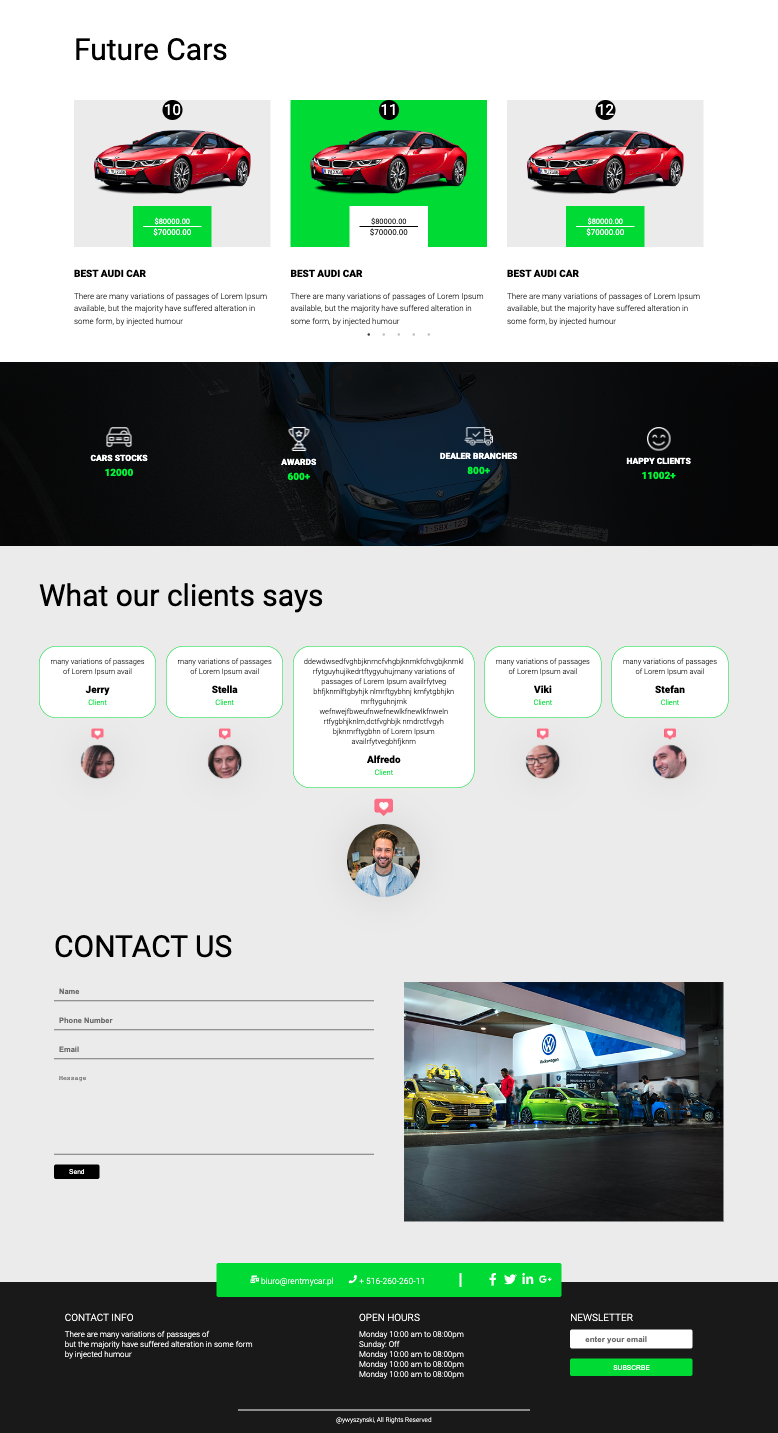 Future Cars
10
11
12
$80000.00
$70000.00
$80000.00
$70000.00
$80000.00
$70000.00
BEST AUDI CAR
There are many variations of passages of Lorem Ipsum
available, but the majority have suffered alteration in
some form, by injected humour
BEST AUDI CAR
There are many variations of passages of Lorem Ipsum
available, but the majority have suffered alteration in
some form, by injected humour
BEST AUDI CAR
There are many variations of passages of Lorem Ipsum
available, but the majority have suffered alteration in
some form, by injected humour
CARS STOCKS
12000
AWARDS
600+
DEALER BRANCHES
800+
HAPPY CLIENTS
11002+
What our clients says
many variations of passages
of Lorem Ipsum avail
Jerry
Client
many variations of passages
of Lorem Ipsum avail
Stella
Client
ddewdwsedfvghbjknmcfvhgbjknmkfchvgbjknmkl
rfytguyhujikedrtftygyuhujmany variations of
passages of Lorem Ipsum availrfytveg
bhfjknmlftgbyhjk nlmrftgybhnj kmfytgbhjkn
mrftyguhnjmk
wefnwejfbweufnwefnewlkfnewlkfnweln
rtfygbhjknlm,dctfvghbjk nmdrctfvgyh
bjknmrftygbhn of Lorem Ipsum
availrfytvegbhfjknm
Alfredo
Client
many variations of passages
of Lorem Ipsum avail
Viki
Client
many variations of passages
of Lorem Ipsum avail
Stefan
Client
CONTACT US
Name
Phone Number
Email
Message
Send
Volkswagen
biuro@rentmycar.pl
+ 516-260-260-11
CONTACT INFO
There are many variations of passages of
but the majority have suffered alteration in some form
by injected humour
OPEN HOURS
Monday 10:00 am to 08:00pm
Sunday: Off
Monday 10:00 am to 08:00pm
Monday 10:00 am to 08:00pm
Monday 10:00 am to 08:00pm
NEWSLETTER
enter your email
SUBSCRBE
@ywyszynski, All Rights Reserved